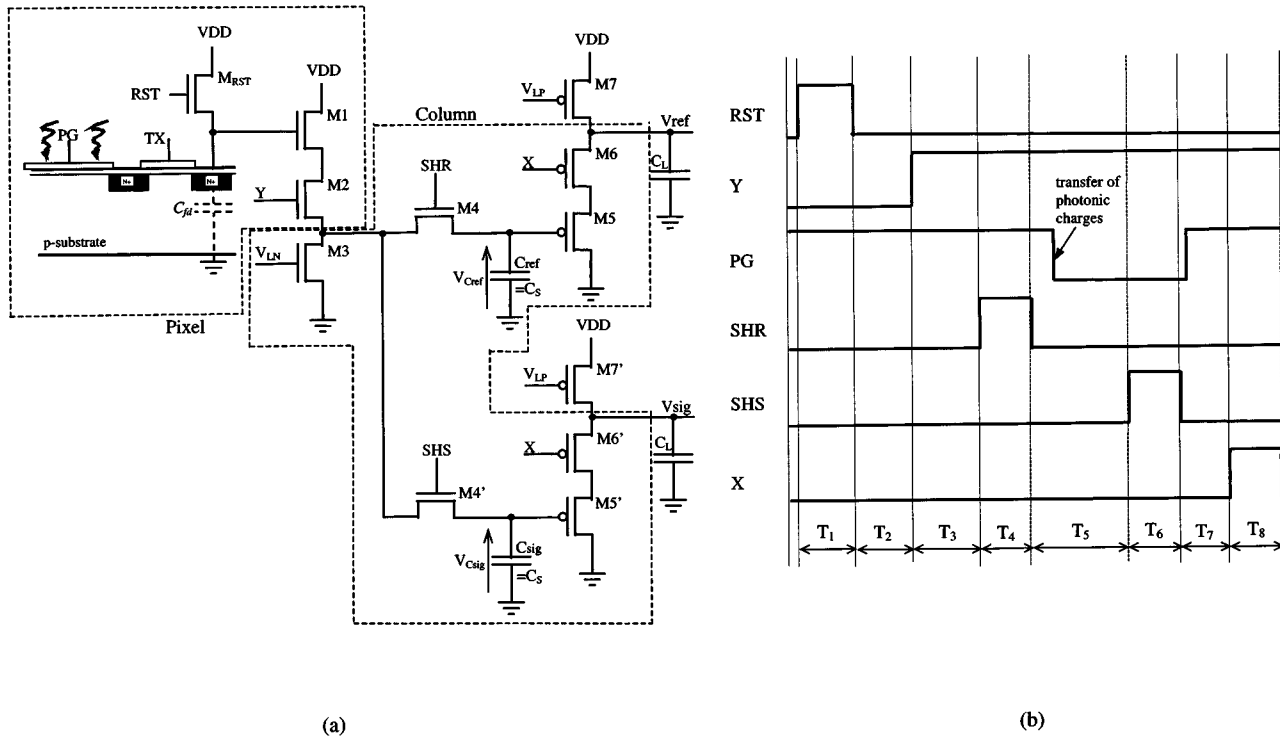 VDD
RST
M_RST
VDD
M1
PG
TX
N+
N+
M2
Y
C_fd
M3
p-substrate
V_LN
Pixel
Column
VDD
V_LP
M7
Vref
M6
C_L
X
SHR
M4
M5
Cref
V_Cref
=C_S
VDD
V_LP
M7'
Vsig
M6'
C_L
X
SHS
M4'
M5'
Csig
V_Csig
=C_S
(a)
RST
Y
transfer of
photonic
charges
PG
SHR
SHS
X
T1 T2 T3 T4 T5 T6 T7 T8
(b)